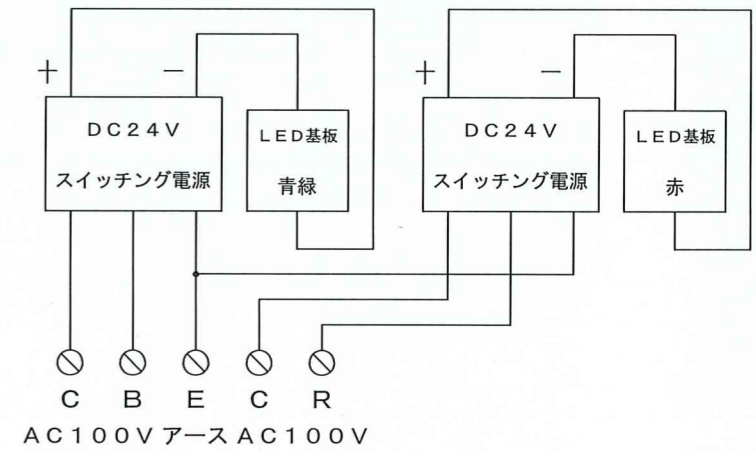 ＋ － ＋ －
ＤＣ２４Ｖ ＬＥＤ基板 ＤＣ２４Ｖ ＬＥＤ基板
スイッチング電源 青緑 スイッチング電源 赤
Ｃ Ｂ Ｅ Ｃ Ｒ
ＡＣ１００Ｖ アース ＡＣ１００Ｖ